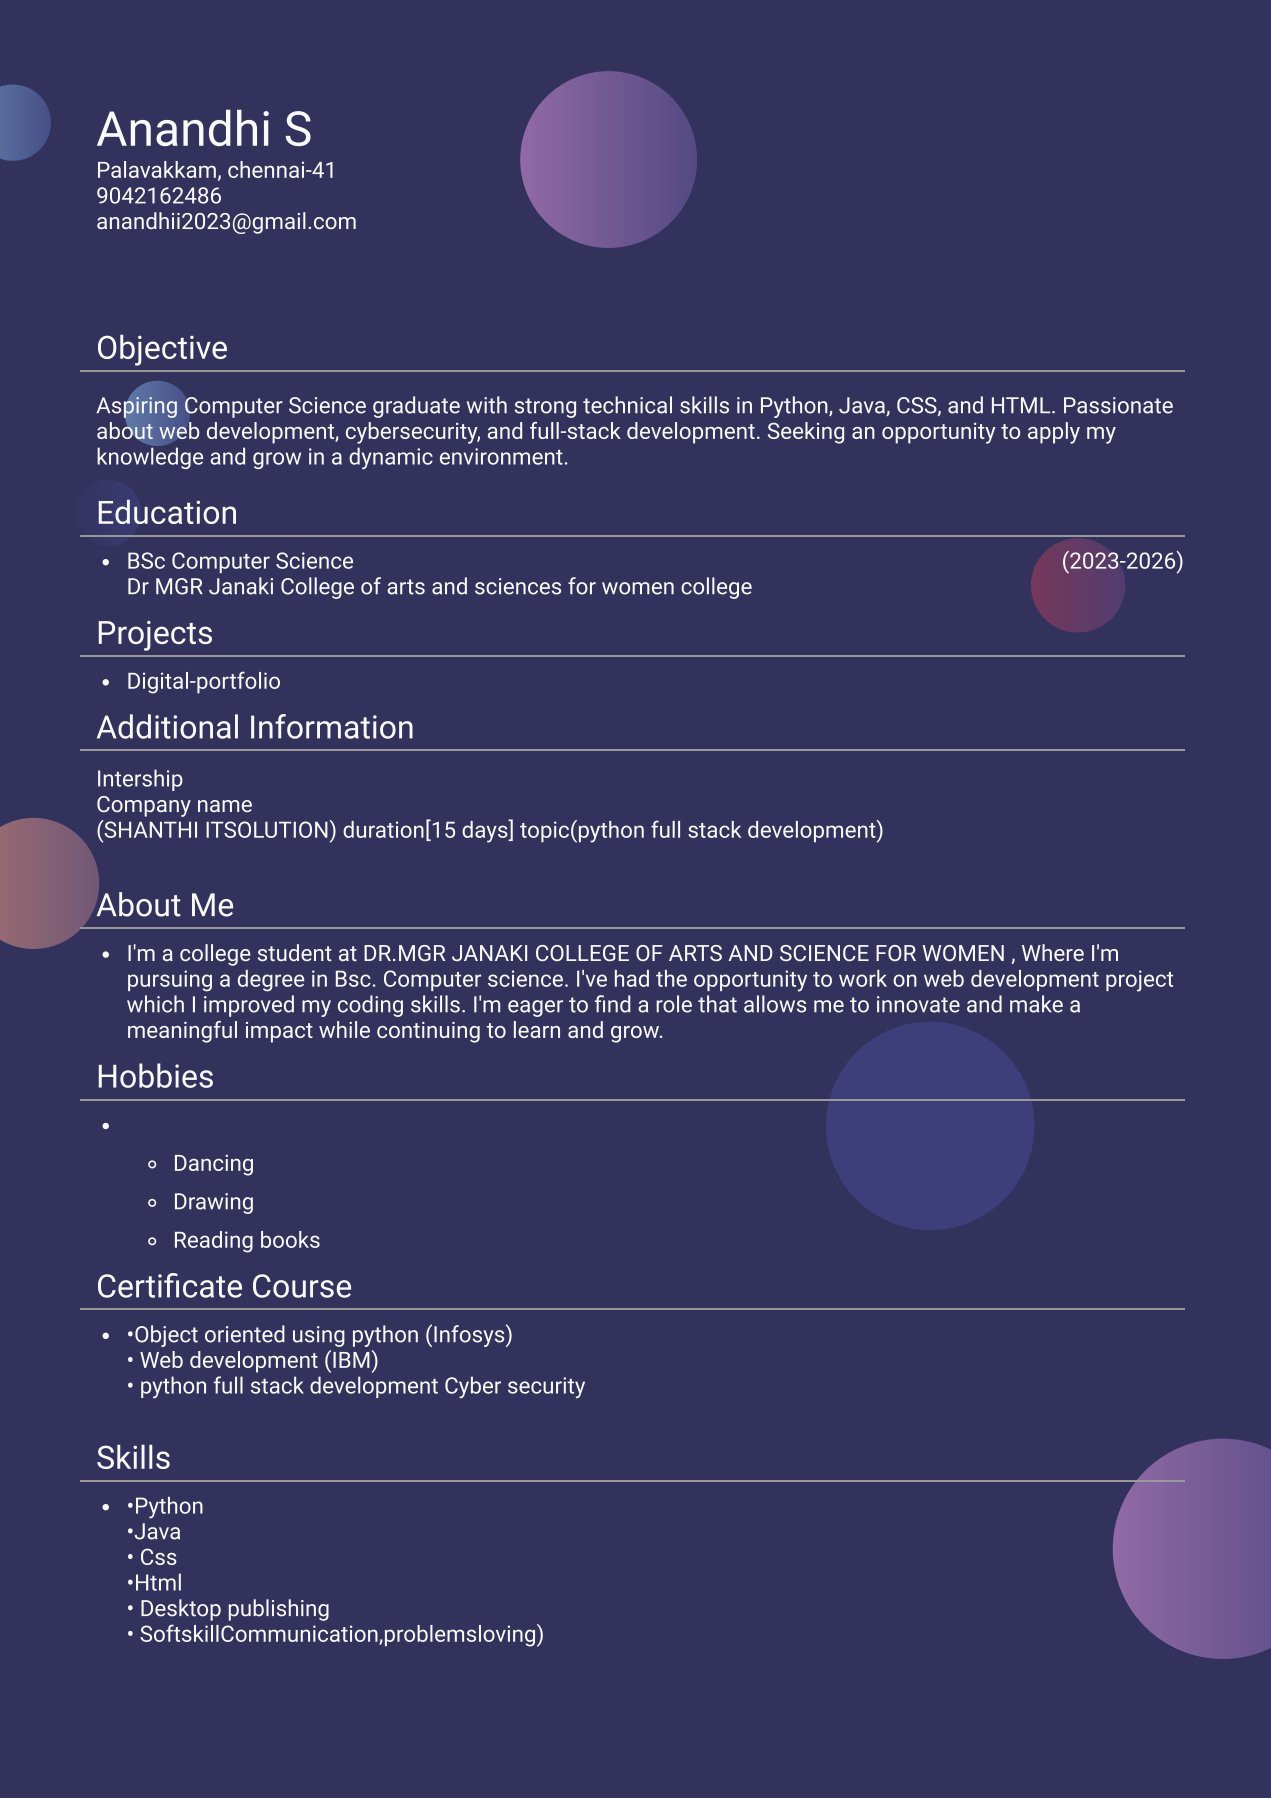 Anandhi S
Palavakkam, chennai-41
9042162486
anandhii2023@gmail.com
Objective
Aspiring Computer Science graduate with strong technical skills in Python, Java, CSS, and HTML. Passionate
about web development, cybersecurity, and full-stack development. Seeking an opportunity to apply my
knowledge and grow in a dynamic environment.
Education
• BSc Computer Science (2023-2026)
Dr MGR Janaki College of arts and sciences for women college
Projects
• Digital-portfolio
Additional Information
Intership
Company name
(SHANTHI ITSOLUTION) duration[15 days] topic(python full stack development)
About Me
• I'm a college student at DR.MGR JANAKI COLLEGE OF ARTS AND SCIENCE FOR WOMEN , Where I'm
pursuing a degree in Bsc. Computer science. I've had the opportunity to work on web development project
which I improved my coding skills. I'm eager to find a role that allows me to innovate and make a
meaningful impact while continuing to learn and grow.
Hobbies
•
◦ Dancing
◦ Drawing
◦ Reading books
Certificate Course
• •Object oriented using python (Infosys)
• Web development (IBM)
• python full stack development Cyber security
Skills
• •Python
•Java
• Css
•Html
• Desktop publishing
• SoftskillCommunication,problemsloving)